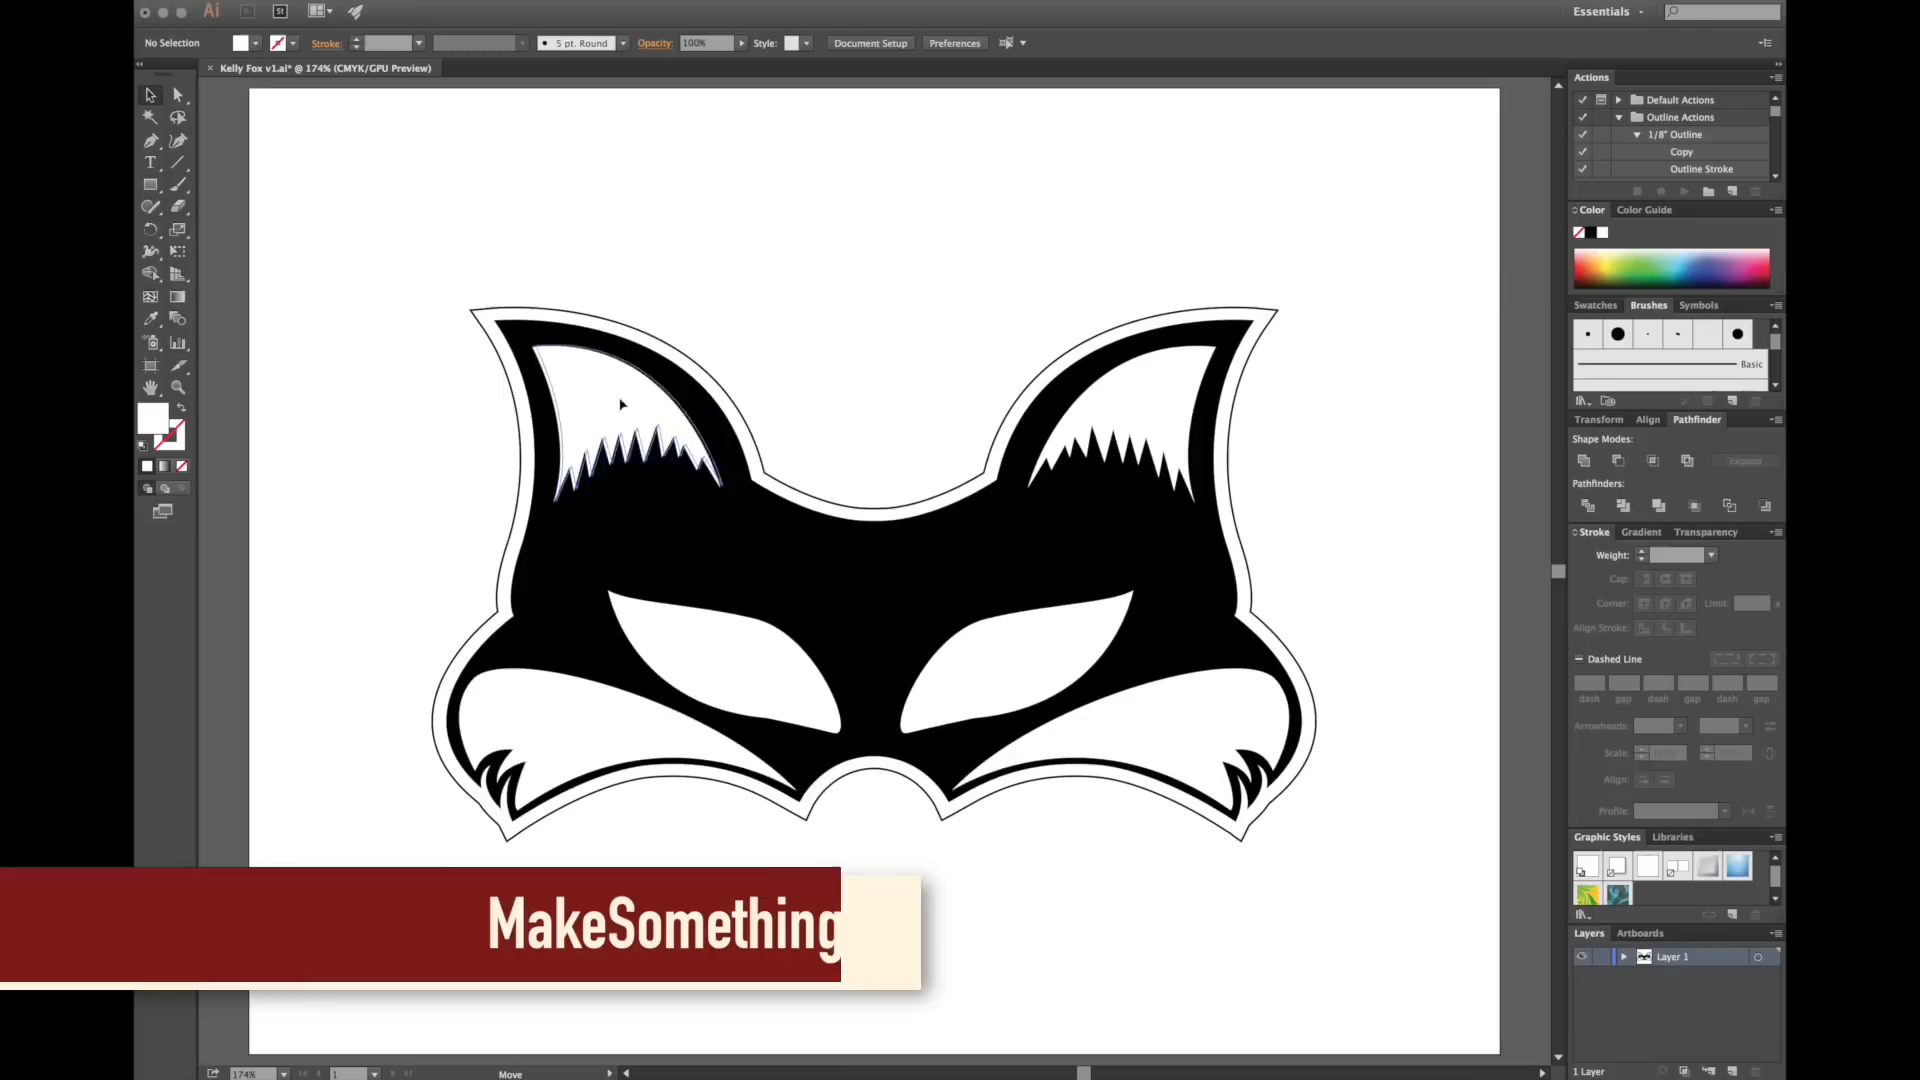 Ai
Br
St
Essentials
No Selection
Stroke:
5 pt. Round
Opacity:
100%
Style:
Document Setup
Preferences
× Kelly Fox v1.ai* @ 174% (CMYK/GPU Preview)
Actions
Default Actions
Outline Actions
1/8" Outline
Copy
Outline Stroke
Color
Color Guide
Swatches
Brushes
Symbols
Basic
Transform
Align
Pathfinder
Shape Modes:
Expand
Pathfinders:
Stroke
Gradient
Transparency
Weight:
Cap:
Corner:
Limit:
Align Stroke:
Dashed Line
dash gap dash gap dash gap
Arrowheads:
Scale:
Align:
Profile:
Graphic Styles
Libraries
Layers
Artboards
Layer 1
1 Layer
MakeSomething
174%
1
Move